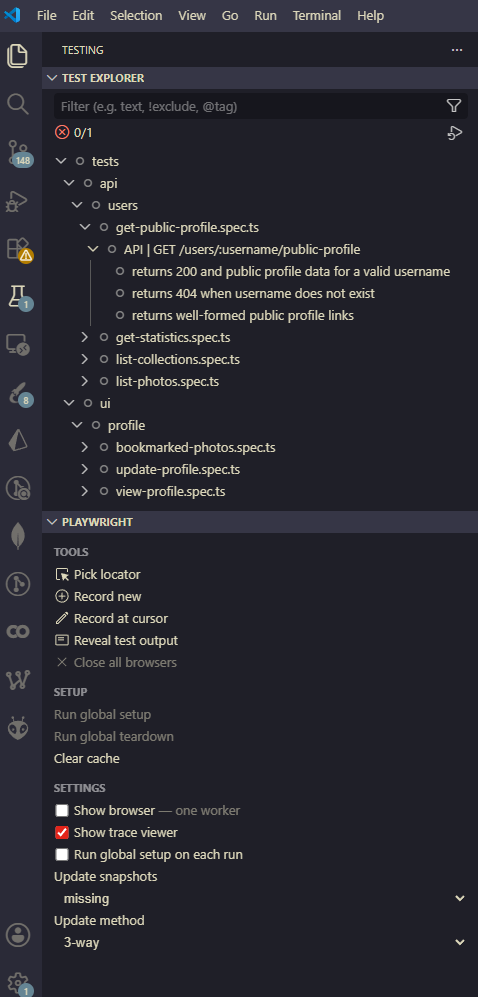 File Edit Selection View Go Run Terminal Help
TESTING
TEST EXPLORER
Filter (e.g. text, !exclude, @tag)
0/1
tests
api
users
get-public-profile.spec.ts
API | GET /users/:username/public-profile
returns 200 and public profile data for a valid username
returns 404 when username does not exist
returns well-formed public profile links
get-statistics.spec.ts
list-collections.spec.ts
list-photos.spec.ts
ui
profile
bookmarked-photos.spec.ts
update-profile.spec.ts
view-profile.spec.ts
PLAYWRIGHT
TOOLS
Pick locator
Record new
Record at cursor
Reveal test output
Close all browsers
SETUP
Run global setup
Run global teardown
Clear cache
SETTINGS
Show browser — one worker
Show trace viewer
Run global setup on each run
Update snapshots
missing
Update method
3-way
148
1
8
1